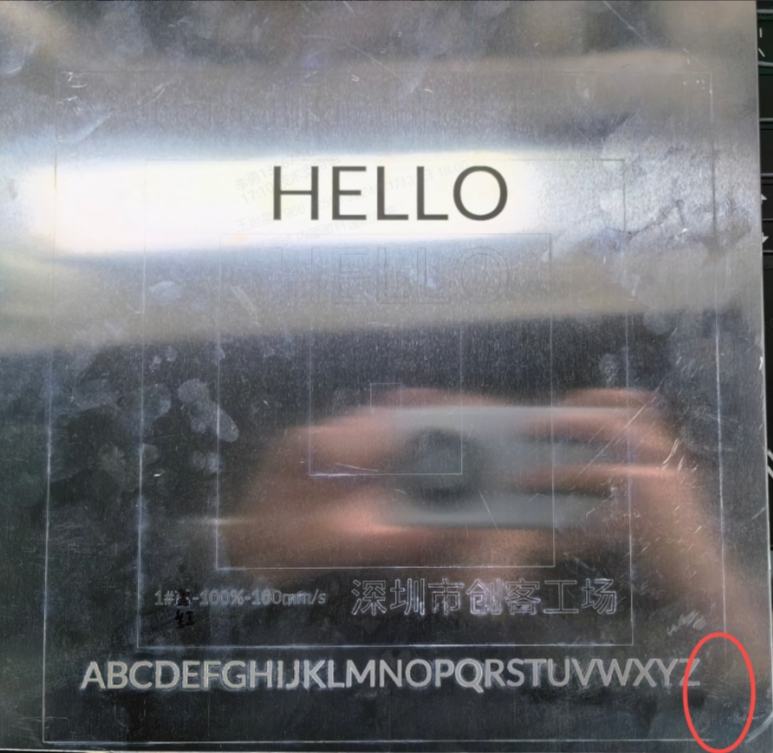 HELLO
HELLO
1#-100%-100mm/s
深圳市创客工场
ABCDEFGHIJKLMNOPQRSTUVWXYZ